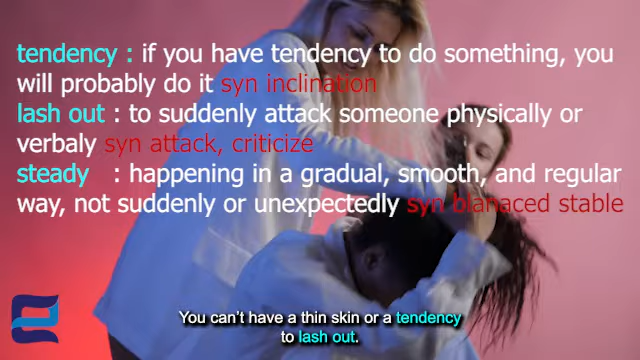 tendency : if you have tendency to do something, you
will probably do it syn inclination
lash out : to suddenly attack someone physically or
verbaly syn attack, criticize
steady : happening in a gradual, smooth, and regular
way, not suddenly or unexpectedly syn blanaced stable
You can't have a thin skin or a tendency
to lash out.